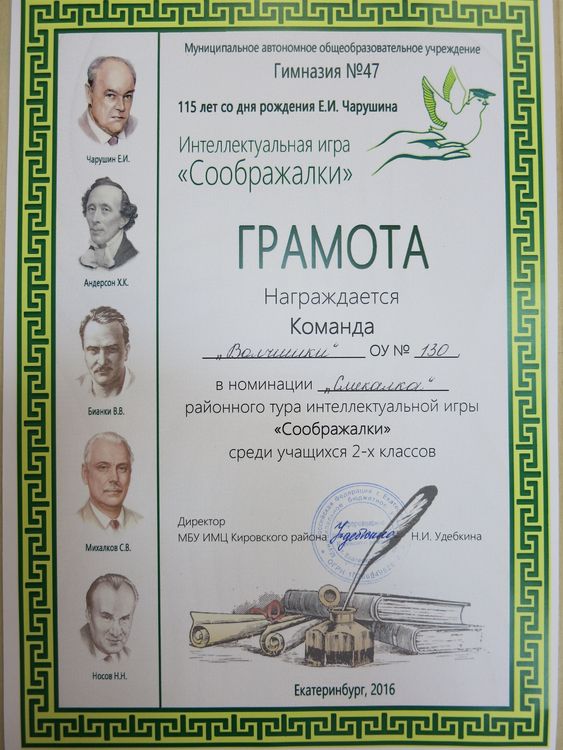 Муниципальное автономное общеобразовательное учреждение
Гимназия №47
115 лет со дня рождения Е.И. Чарушина
Интеллектуальная игра
«Соображалки»
ГРАМОТА
Награждается
Команда
„Волчишки“ ОУ № 130
в номинации „Смекалка“
районного тура интеллектуальной игры
«Соображалки»
среди учащихся 2-х классов
Директор
МБУ ИМЦ Кировского района
Н.И. Удебкина
Екатеринбург, 2016
Чарушин Е.И.
Андерсон Х.К.
Бианки В.В.
Михалков С.В.
Носов Н.Н.